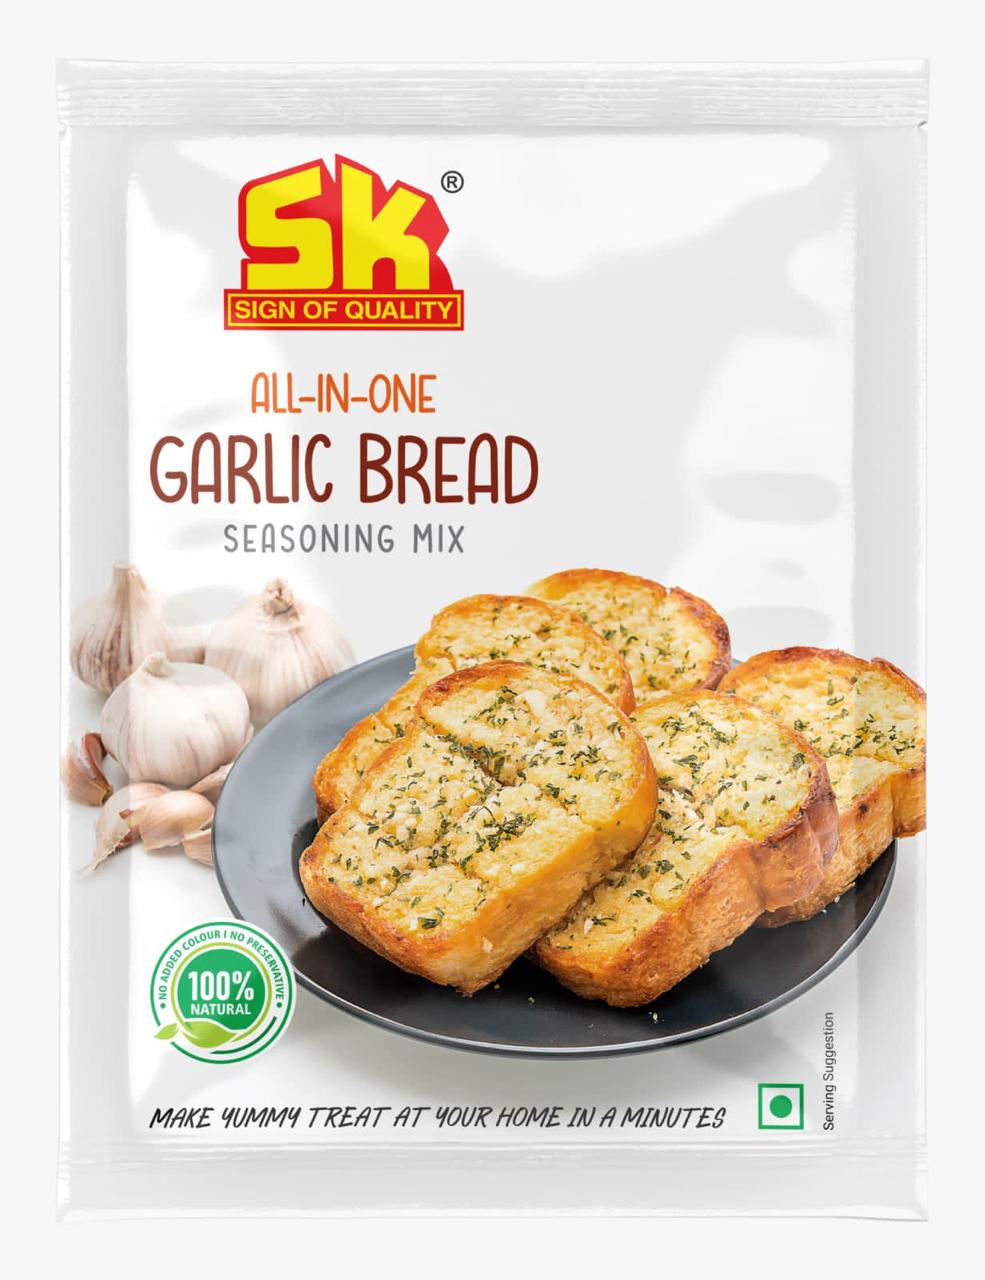 SK ®
SIGN OF QUALITY
ALL-IN-ONE
GARLIC BREAD
SEASONING MIX
NO ADDED COLOUR I NO PRESERVATIVE
100%
NATURAL
MAKE YUMMY TREAT AT YOUR HOME IN A MINUTES
Serving Suggestion